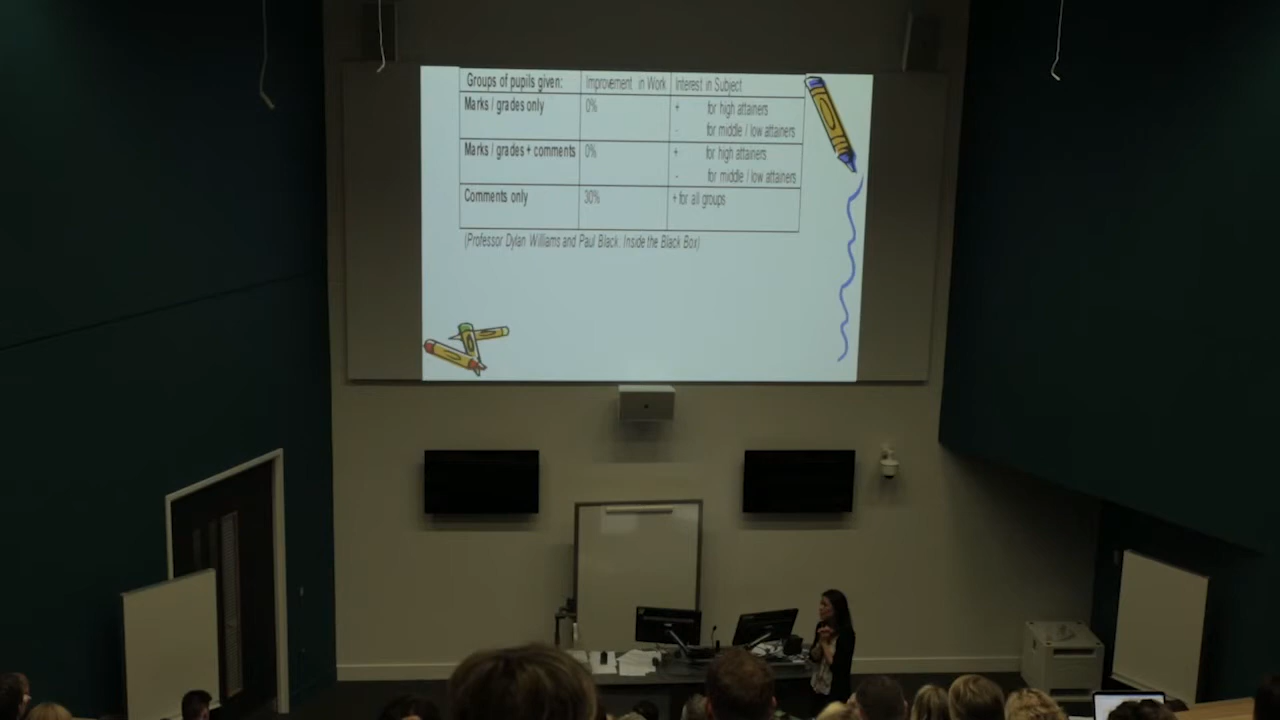 Groups of pupils given: Improvement in Work Interest in Subject
Marks / grades only 0% + for high attainers
- for middle / low attainers
Marks / grades + comments 0% + for high attainers
- for middle / low attainers
Comments only 30% + for all groups
(Professor Dylan Williams and Paul Black: Inside the Black Box)